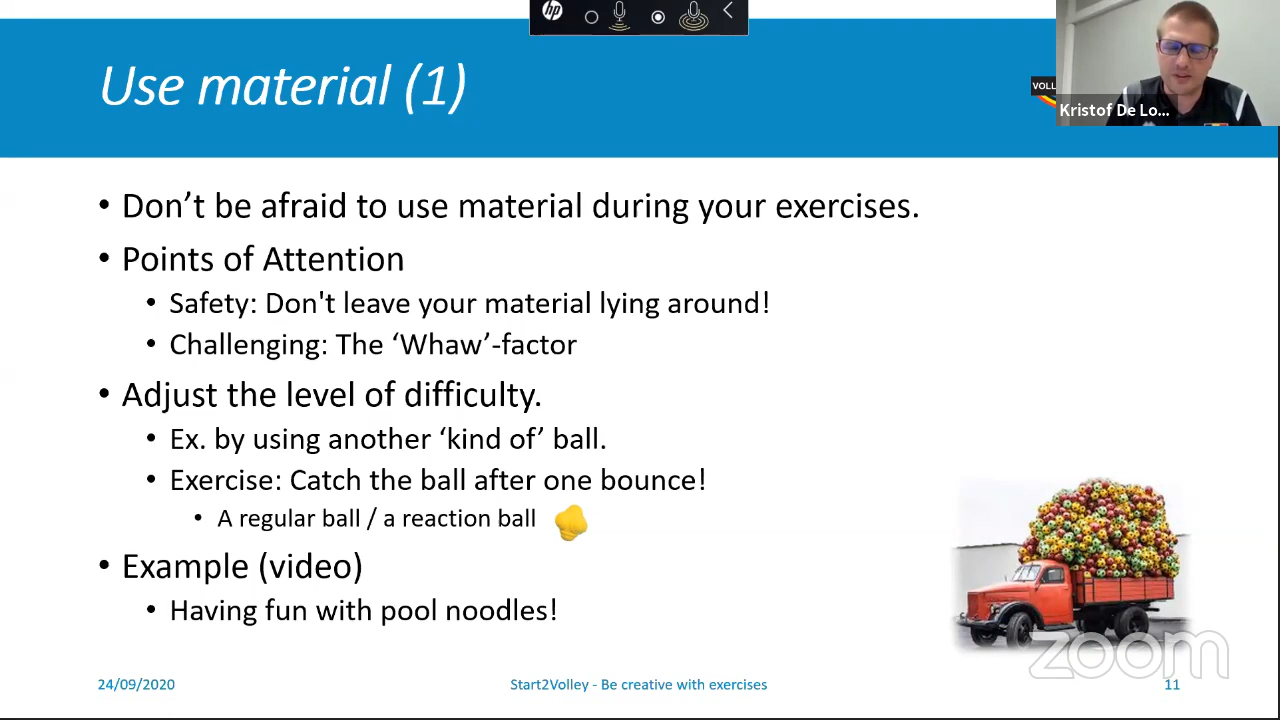 hp
Use material (1)
VOLL
Kristof De Lo...
• Don’t be afraid to use material during your exercises.
• Points of Attention
• Safety: Don't leave your material lying around!
• Challenging: The ‘Whaw’-factor
• Adjust the level of difficulty.
• Ex. by using another ‘kind of’ ball.
• Exercise: Catch the ball after one bounce!
• A regular ball / a reaction ball
• Example (video)
• Having fun with pool noodles!
zoom
24/09/2020
Start2Volley - Be creative with exercises
11